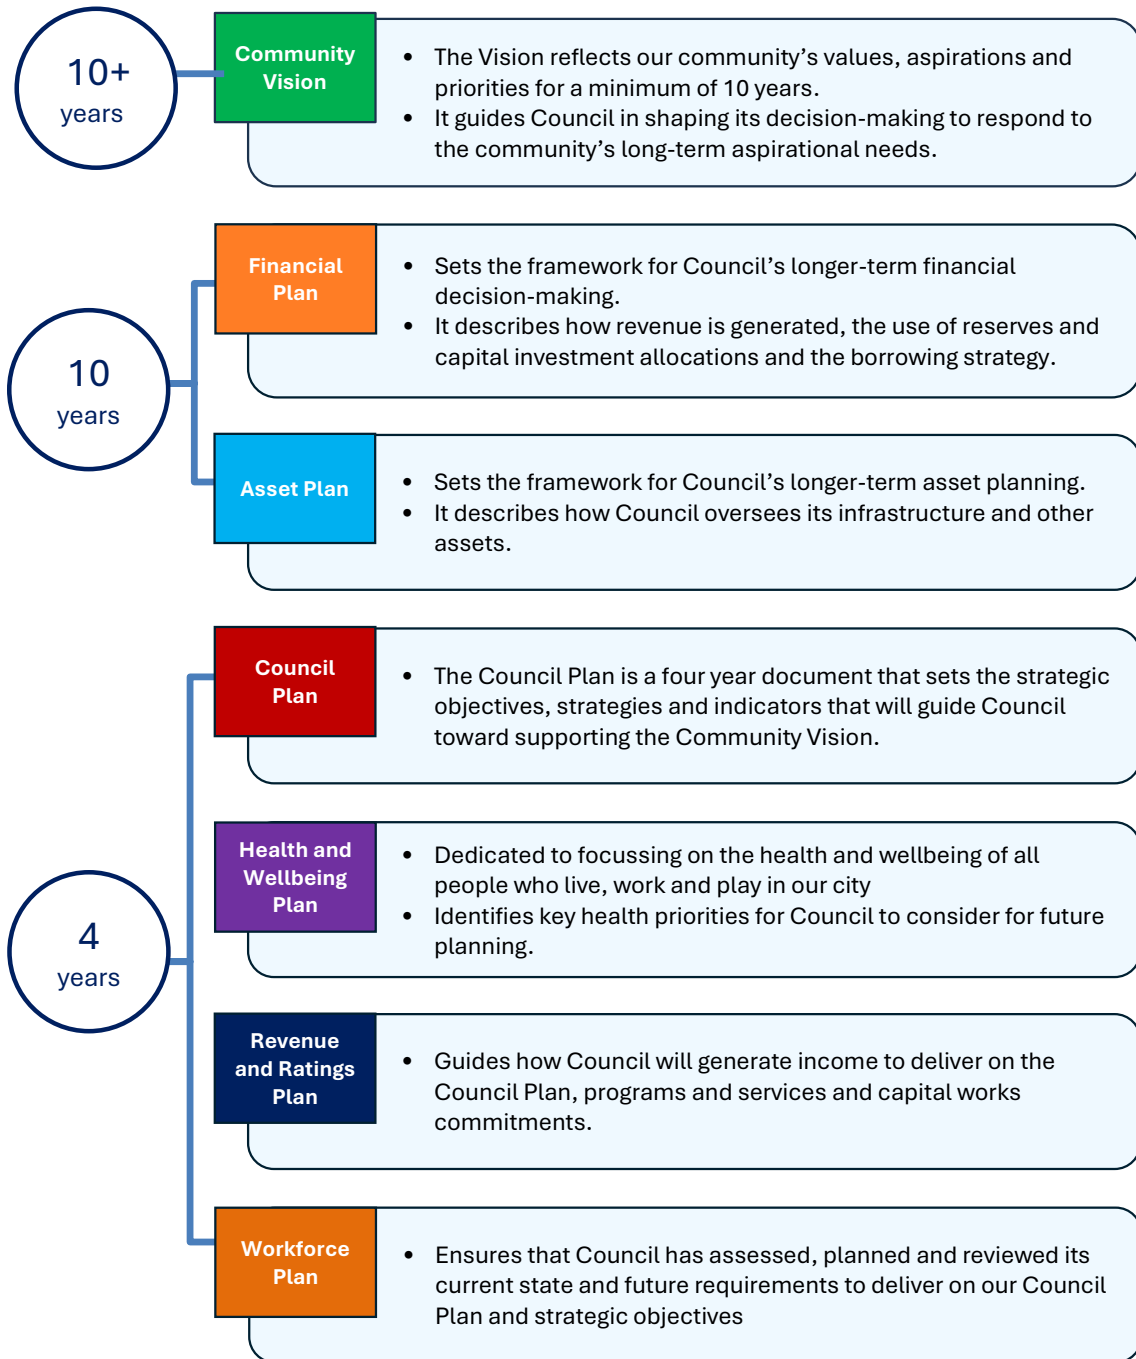 10+
years
Community
Vision
• The Vision reflects our community’s values, aspirations and
priorities for a minimum of 10 years.
• It guides Council in shaping its decision-making to respond to
the community’s long-term aspirational needs.
10
years
Financial
Plan
• Sets the framework for Council’s longer-term financial
decision-making.
• It describes how revenue is generated, the use of reserves and
capital investment allocations and the borrowing strategy.
Asset Plan
• Sets the framework for Council’s longer-term asset planning.
• It describes how Council oversees its infrastructure and other
assets.
4
years
Council
Plan
• The Council Plan is a four year document that sets the strategic
objectives, strategies and indicators that will guide Council
toward supporting the Community Vision.
Health and
Wellbeing
Plan
• Dedicated to focussing on the health and wellbeing of all
people who live, work and play in our city
• Identifies key health priorities for Council to consider for future
planning.
Revenue
and Ratings
Plan
• Guides how Council will generate income to deliver on the
Council Plan, programs and services and capital works
commitments.
Workforce
Plan
• Ensures that Council has assessed, planned and reviewed its
current state and future requirements to deliver on our Council
Plan and strategic objectives